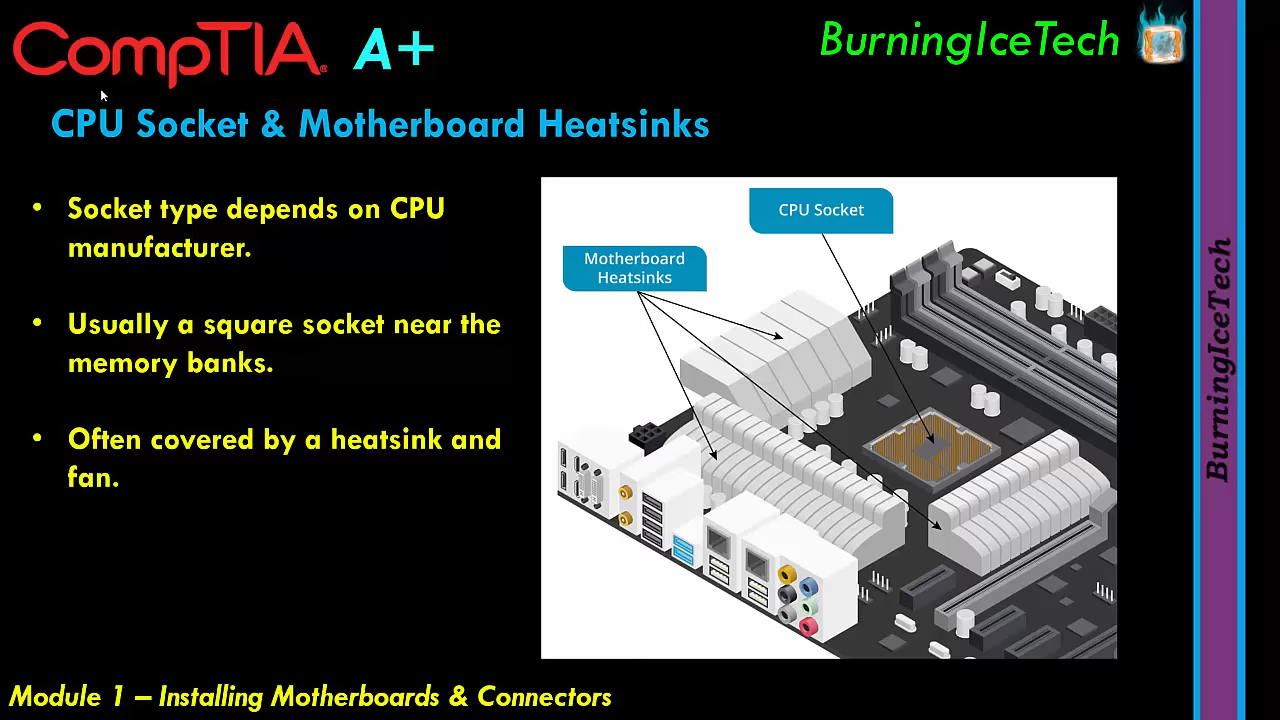 CompTIA® A+
BurningIceTech
CPU Socket & Motherboard Heatsinks
• Socket type depends on CPU
manufacturer.
• Usually a square socket near the
memory banks.
• Often covered by a heatsink and
fan.
CPU Socket
Motherboard
Heatsinks
BurningIceTech
Module 1 – Installing Motherboards & Connectors